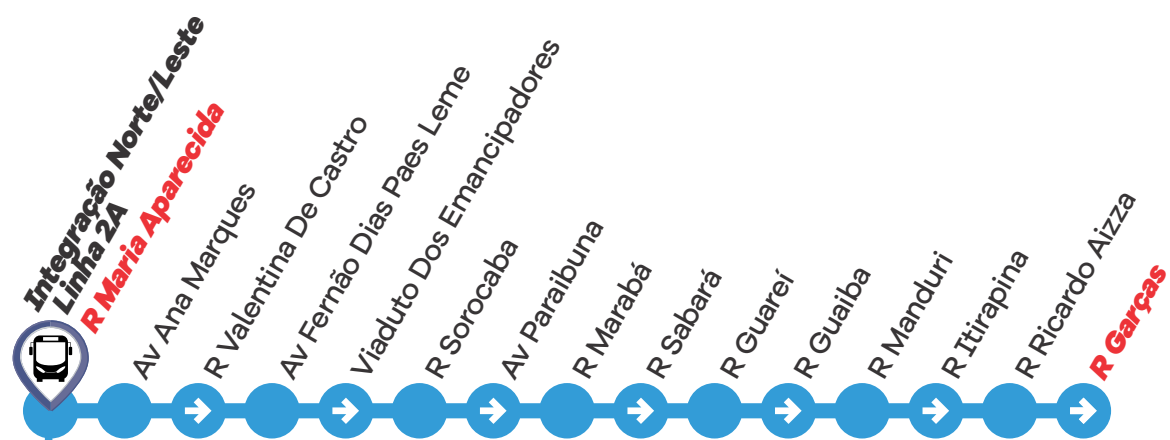 Integração Norte/Leste
Linha 2A
R Maria Aparecida
Av Ana Marques
R Valentina De Castro
Av Fernão Dias Paes Leme
Viaduto Dos Emancipadores
R Sorocaba
Av Paraibuna
R Marabá
R Sabará
R Guareí
R Guaiba
R Manduri
R Itirapina
R Ricardo Aizza
R Garças